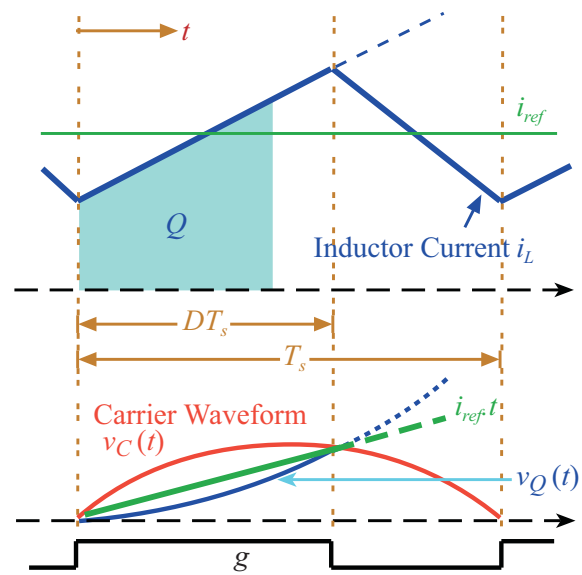 t
i_ref
Q
Inductor Current i_L
DT_s
T_s
Carrier Waveform
v_C(t)
i_ref.t
v_Q(t)
g